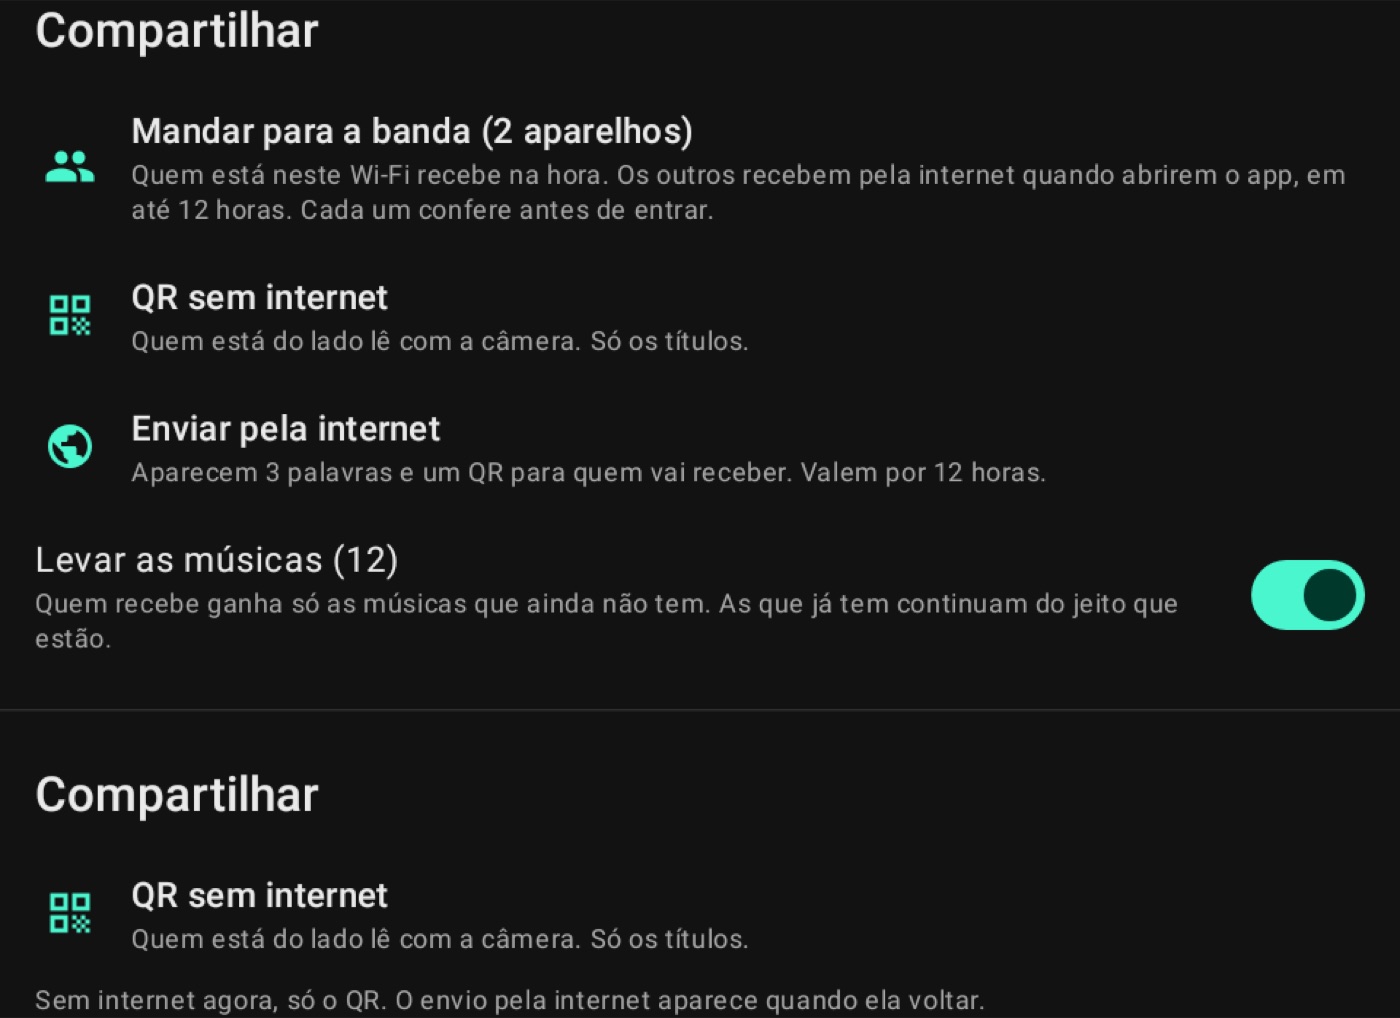 Compartilhar
Mandar para a banda (2 aparelhos)
Quem está neste Wi-Fi recebe na hora. Os outros recebem pela internet quando abrirem o app, em
até 12 horas. Cada um confere antes de entrar.
QR sem internet
Quem está do lado lê com a câmera. Só os títulos.
Enviar pela internet
Aparecem 3 palavras e um QR para quem vai receber. Valem por 12 horas.
Levar as músicas (12)
Quem recebe ganha só as músicas que ainda não tem. As que já tem continuam do jeito que
estão.
Compartilhar
QR sem internet
Quem está do lado lê com a câmera. Só os títulos.
Sem internet agora, só o QR. O envio pela internet aparece quando ela voltar.